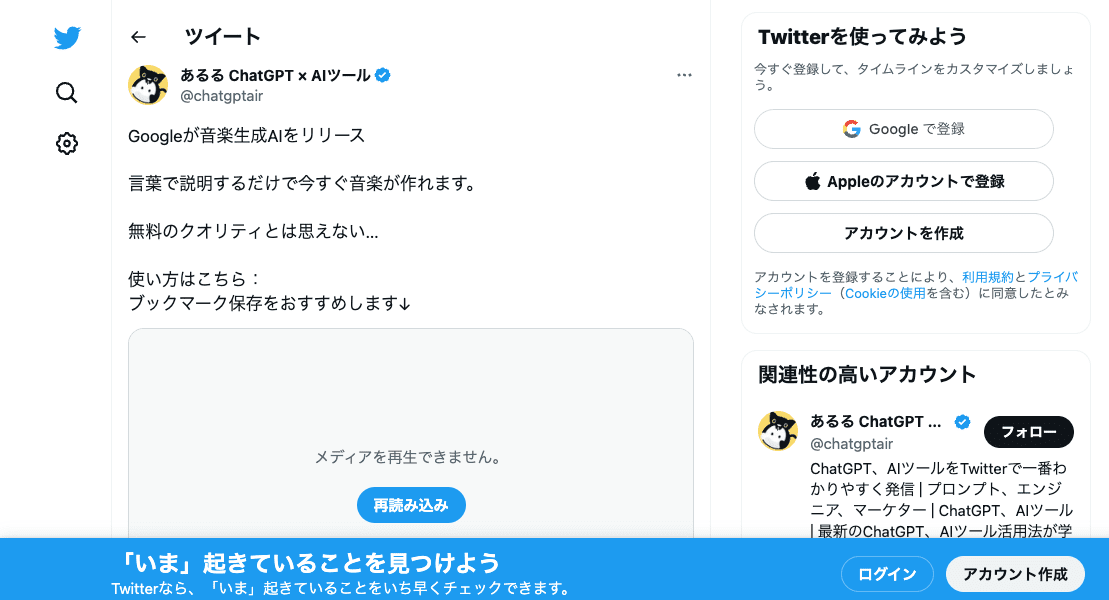 ツイート
あるる ChatGPT × AIツール
@chatgptair
Googleが音楽生成AIをリリース
言葉で説明するだけで今すぐ音楽が作れます。
無料のクオリティとは思えない...
使い方はこちら：
ブックマーク保存をおすすめします↓
メディアを再生できません。
再読み込み
Twitterを使ってみよう
今すぐ登録して、タイムラインをカスタマイズしましょ
う。
Google で登録
Appleのアカウントで登録
アカウントを作成
アカウントを登録することにより、利用規約とプライバ
シーポリシー（Cookieの使用を含む）に同意したとみ
なされます。
関連性の高いアカウント
あるる ChatGPT ...
@chatgptair
フォロー
ChatGPT、AIツールをTwitterで一番わ
かりやすく発信 | プロンプト、エンジ
ニア、マーケター | ChatGPT、AIツール
| 最新のChatGPT、AIツール活用法が学
「いま」起きていることを見つけよう
Twitterなら、「いま」起きていることをいち早くチェックできます。
ログイン
アカウント作成